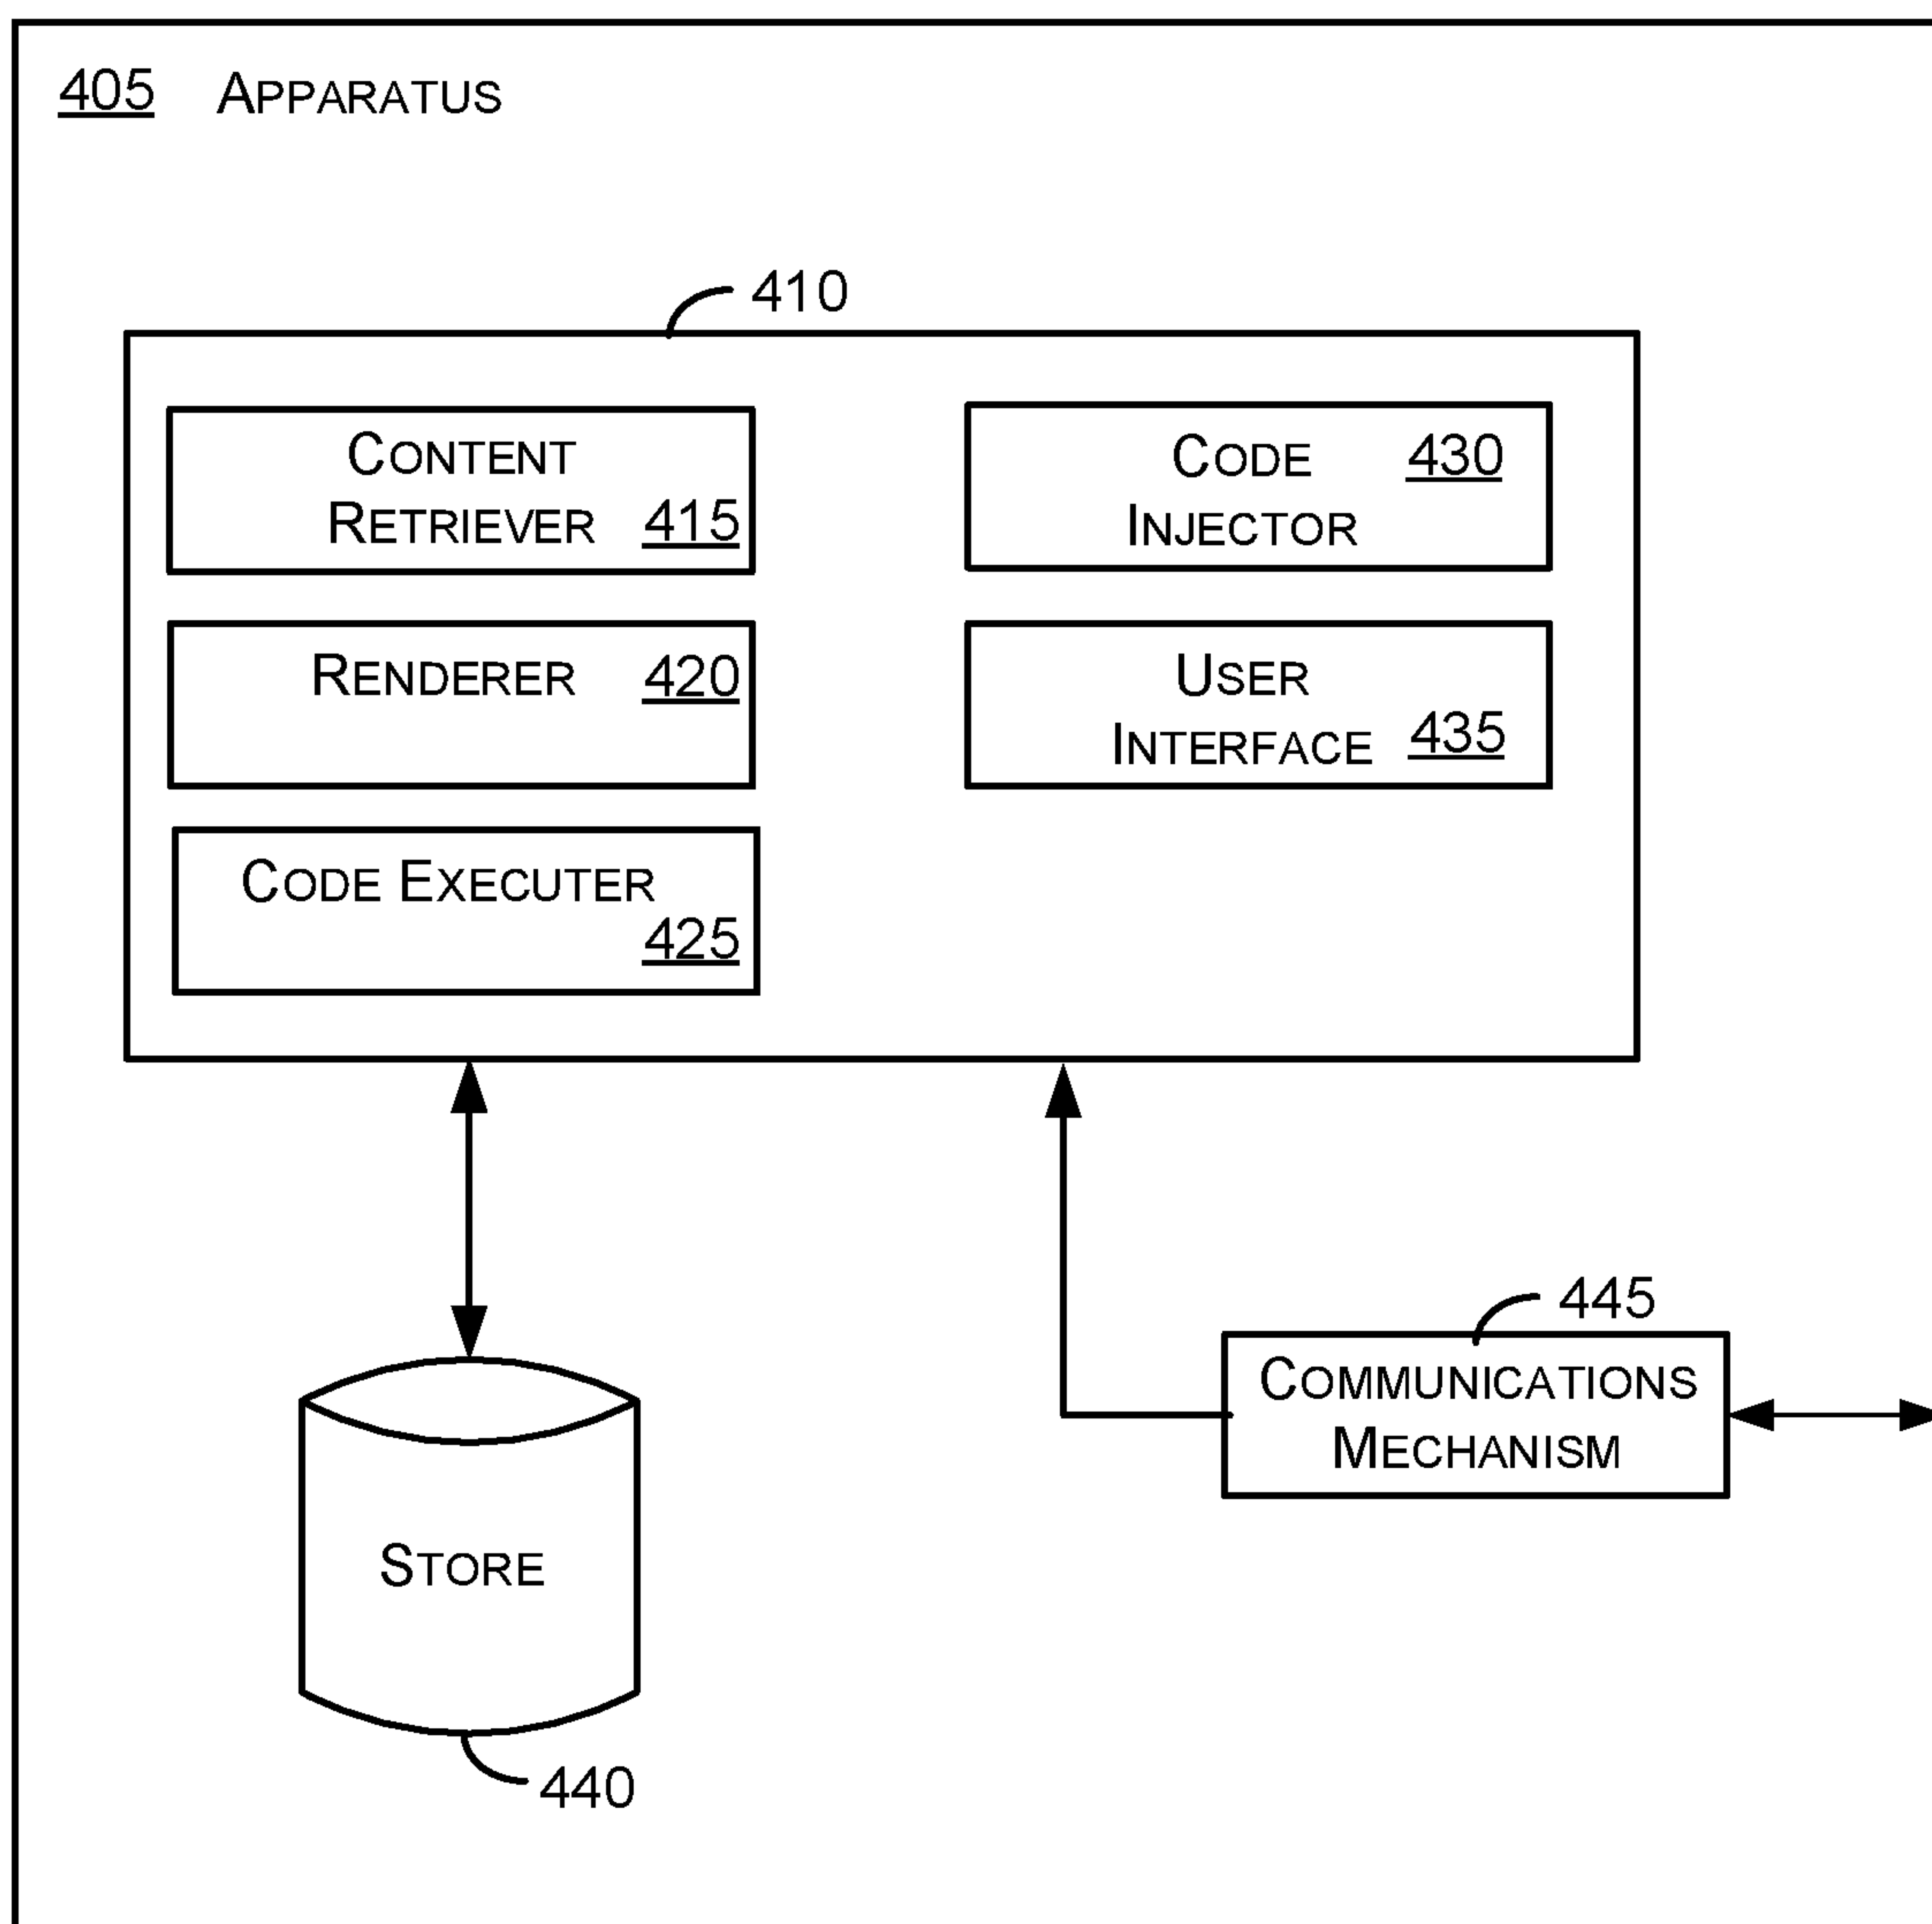 405 APPARATUS
410
CONTENT
RETRIEVER 415
CODE 430
INJECTOR
RENDERER 420
USER
INTERFACE 435
CODE EXECUTER
425
445
COMMUNICATIONS
MECHANISM
STORE
440